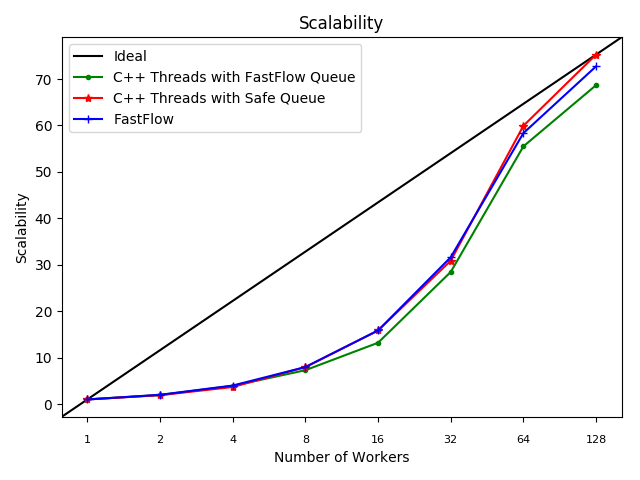 Scalability
Ideal
C++ Threads with FastFlow Queue
C++ Threads with Safe Queue
FastFlow
Scalability
70
60
50
40
30
20
10
0
1 2 4 8 16 32 64 128
Number of Workers